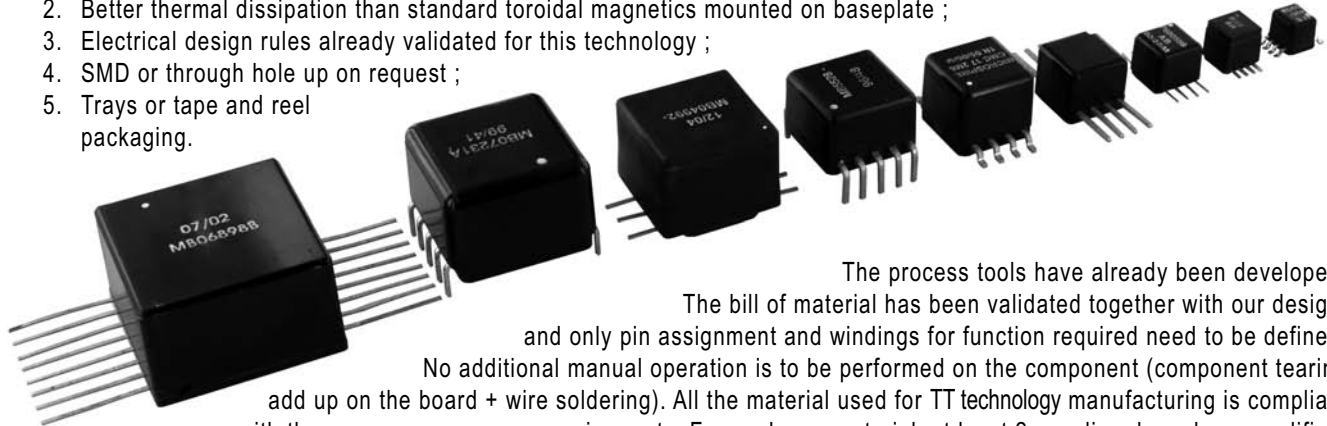 2. Better thermal dissipation than standard toroidal magnetics mounted on baseplate ;
3. Electrical design rules already validated for this technology ;
4. SMD or through hole up on request ;
5. Trays or tape and reel
packaging.
12/04
MB04992.
99/41
MB07231A
07/02
MB06898B
The process tools have already been develope
The bill of material has been validated together with our desig
and only pin assignment and windings for function required need to be define
No additional manual operation is to be performed on the component (component tearin
add up on the board + wire soldering). All the material used for TT technology manufacturing is complia